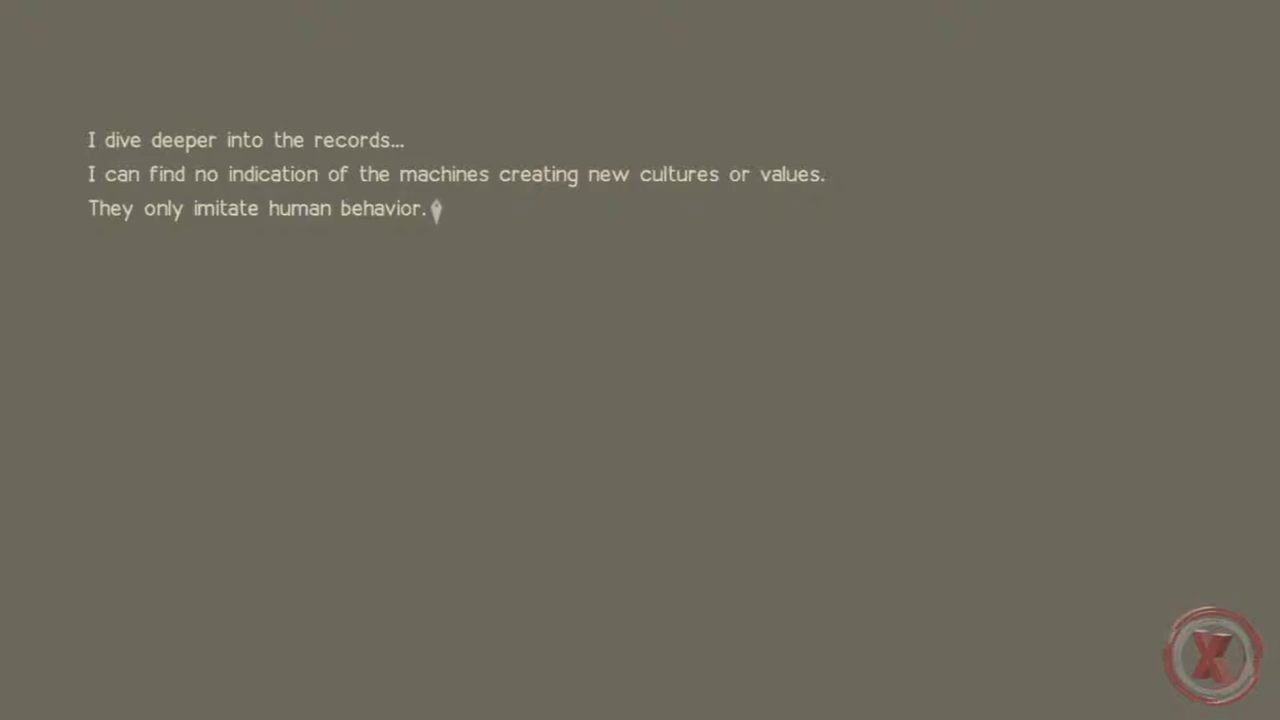 I dive deeper into the records...
I can find no indication of the machines creating new cultures or values.
They only imitate human behavior.
X